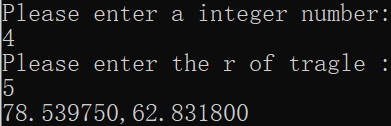 Please enter a integer number:
4
Please enter the r of tragle :
5
78.539750,62.831800